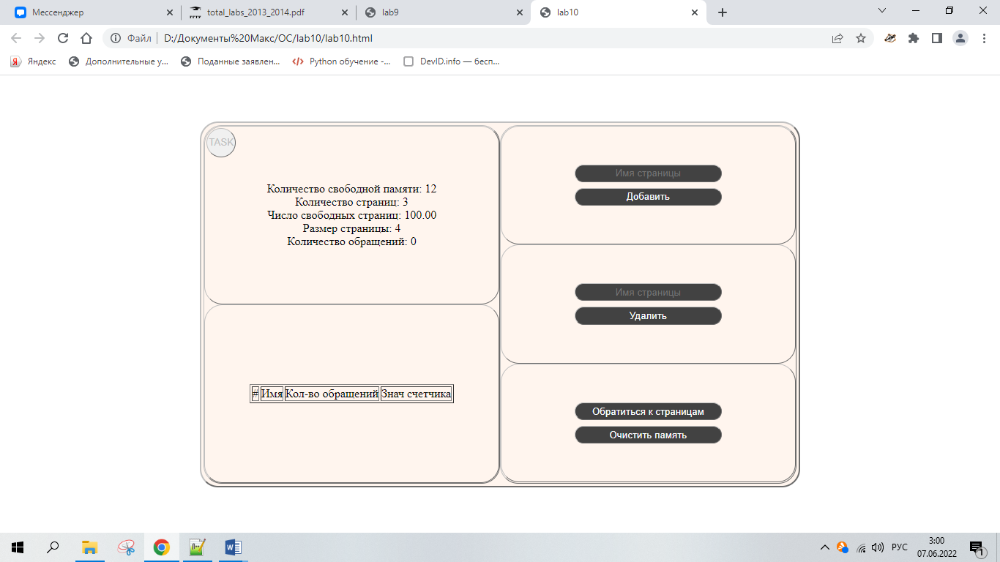 Мессенджер
total_labs_2013_2014.pdf
lab9
lab10
Файл
D:/Документы%20Макс/ОС/lab10/lab10.html
Яндекс
Дополнительные у...
Поданные заявлен...
Python обучение -...
DevID.info — бесп...
TASK
Количество свободной памяти: 12
Количество страниц: 3
Число свободных страниц: 100.00
Размер страницы: 4
Количество обращений: 0
# Имя Кол-во обращений Знач счетчика
Имя страницы
Добавить
Имя страницы
Удалить
Обратиться к страницам
Очистить память
РУС
3:00
07.06.2022
1